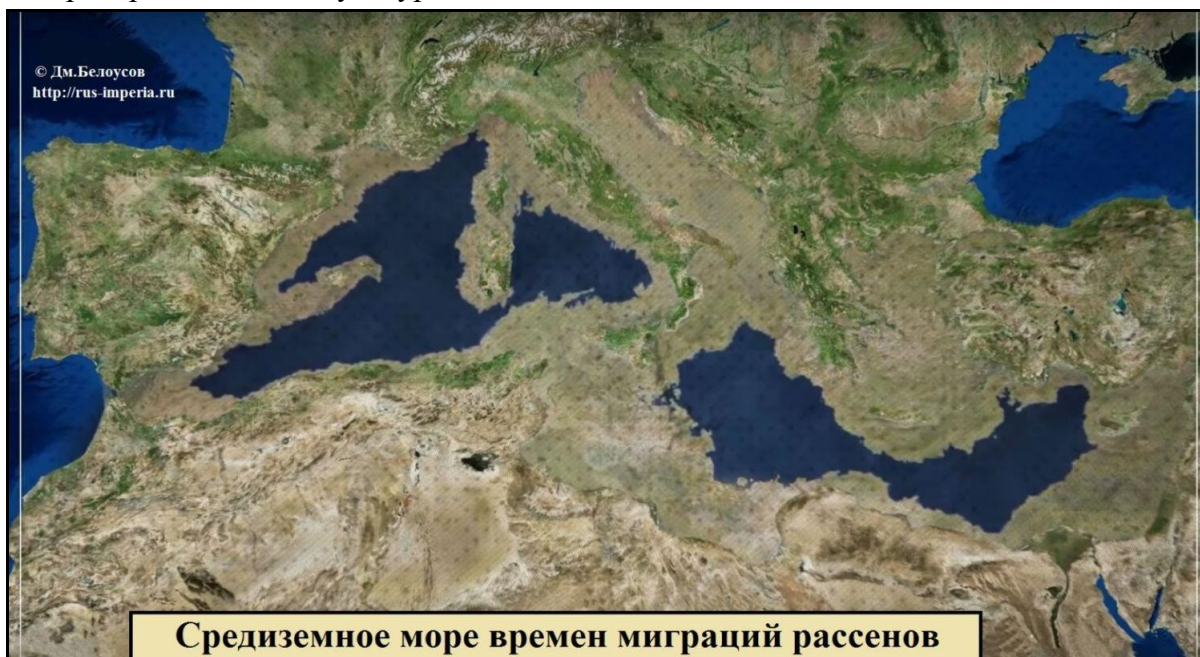 © Дм.Белоусов
http://rus-imperia.ru
Средиземное море времен миграций рассенов